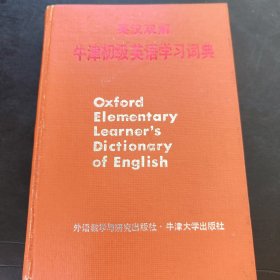 英汉双解
牛津初级英语学习词典
Oxford
Elementary
Learner's
Dictionary
of English
外语教学与研究出版社·牛津大学出版社